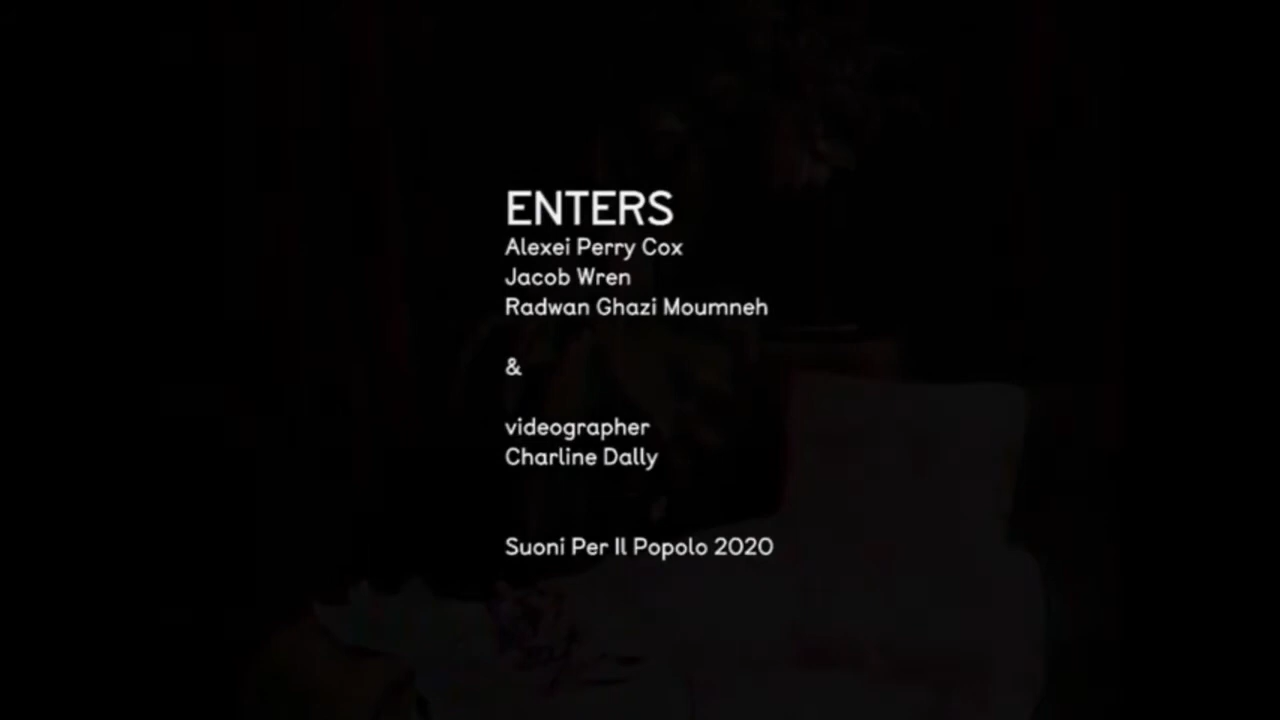 ENTERS
Alexei Perry Cox
Jacob Wren
Radwan Ghazi Moumneh
&
videographer
Charline Dally
Suoni Per Il Popolo 2020